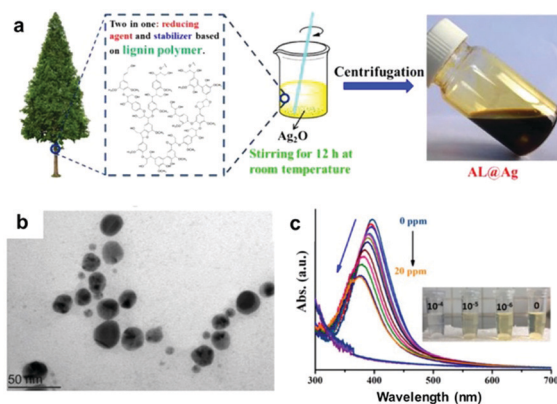 a
Two in one: reducing
agent and stabilizer based
on lignin polymer.
Ag₂O
Stirring for 12 h at
room temperature
Centrifugation
AL@Ag
b
50 nm
c
Abs. (a.u.)
0 ppm
20 ppm
10⁻⁴ 10⁻⁵ 10⁻⁶ 0
300 400 500 600 700
Wavelength (nm)